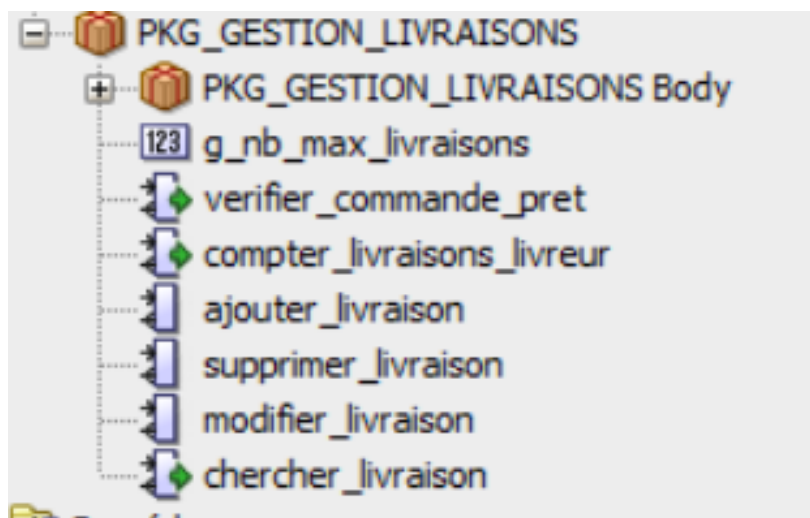 PKG_GESTION_LIVRAISONS
PKG_GESTION_LIVRAISONS Body
123 g_nb_max_livraisons
verifier_commande_pret
compter_livraisons_livreur
ajouter_livraison
supprimer_livraison
modifier_livraison
chercher_livraison